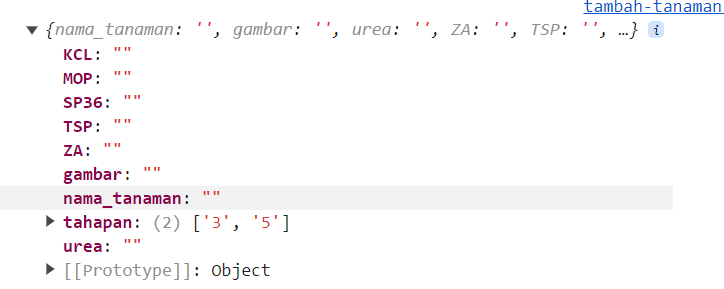 tambah-tanaman
▼ {nama_tanaman: '', gambar: '', urea: '', ZA: '', TSP: '', …} i
KCL: ""
MOP: ""
SP36: ""
TSP: ""
ZA: ""
gambar: ""
nama_tanaman: ""
▶ tahapan: (2) ['3', '5']
urea: ""
▶ [[Prototype]]: Object